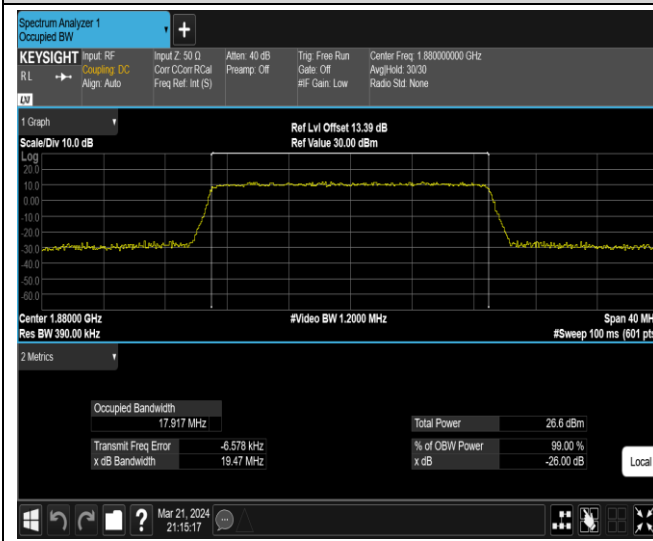 Spectrum Analyzer 1
Occupied BW
+
KEYSIGHT
RL
LXI
Input: RF
Coupling: DC
Align: Auto
Input Z: 50 Ω
Corr CCorr RCal
Freq Ref: Int (S)
Atten: 40 dB
Preamp: Off
Trig: Free Run
Gate: Off
#IF Gain: Low
Center Freq: 1.880000000 GHz
Avg|Hold: 30/30
Radio Std: None
1 Graph
Scale/Div 10.0 dB
Ref Lvl Offset 13.39 dB
Ref Value 30.00 dBm
Log
20.0
10.0
0.00
-10.0
-20.0
-30.0
-40.0
-50.0
-60.0
Center 1.88000 GHz
Res BW 390.00 kHz
#Video BW 1.2000 MHz
Span 40 MH
#Sweep 100 ms (601 pts
2 Metrics
Occupied Bandwidth
17.917 MHz
Transmit Freq Error -6.578 kHz
x dB Bandwidth 19.47 MHz
Total Power 26.6 dBm
% of OBW Power 99.00 %
x dB -26.00 dB
Local
?
Mar 21, 2024
21:15:17